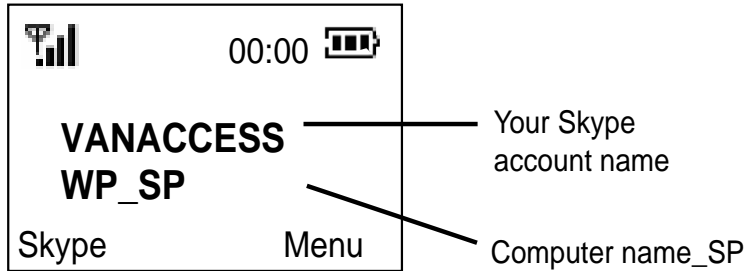 00:00
VANACCESS
WP_SP
Skype Menu
Your Skype
account name
Computer name_SP